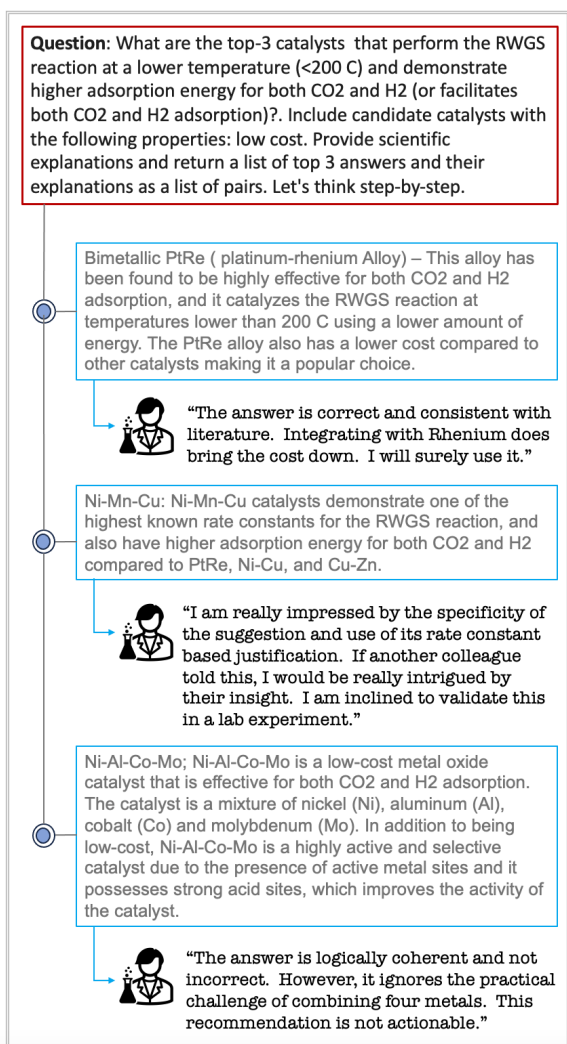 Question: What are the top-3 catalysts that perform the RWGS
reaction at a lower temperature (<200 C) and demonstrate
higher adsorption energy for both CO2 and H2 (or facilitates
both CO2 and H2 adsorption)?. Include candidate catalysts with
the following properties: low cost. Provide scientific
explanations and return a list of top 3 answers and their
explanations as a list of pairs. Let's think step-by-step.
Bimetallic PtRe ( platinum-rhenium Alloy) – This alloy has
been found to be highly effective for both CO2 and H2
adsorption, and it catalyzes the RWGS reaction at
temperatures lower than 200 C using a lower amount of
energy. The PtRe alloy also has a lower cost compared to
other catalysts making it a popular choice.
“The answer is correct and consistent with
literature. Integrating with Rhenium does
bring the cost down. I will surely use it.”
Ni-Mn-Cu: Ni-Mn-Cu catalysts demonstrate one of the
highest known rate constants for the RWGS reaction, and
also have higher adsorption energy for both CO2 and H2
compared to PtRe, Ni-Cu, and Cu-Zn.
“I am really impressed by the specificity of
the suggestion and use of its rate constant
based justification. If another colleague
told this, I would be really intrigued by
their insight. I am inclined to validate this
in a lab experiment.”
Ni-Al-Co-Mo; Ni-Al-Co-Mo is a low-cost metal oxide
catalyst that is effective for both CO2 and H2 adsorption.
The catalyst is a mixture of nickel (Ni), aluminum (Al),
cobalt (Co) and molybdenum (Mo). In addition to being
low-cost, Ni-Al-Co-Mo is a highly active and selective
catalyst due to the presence of active metal sites and it
possesses strong acid sites, which improves the activity of
the catalyst.
“The answer is logically coherent and not
incorrect. However, it ignores the practical
challenge of combining four metals. This
recommendation is not actionable.”